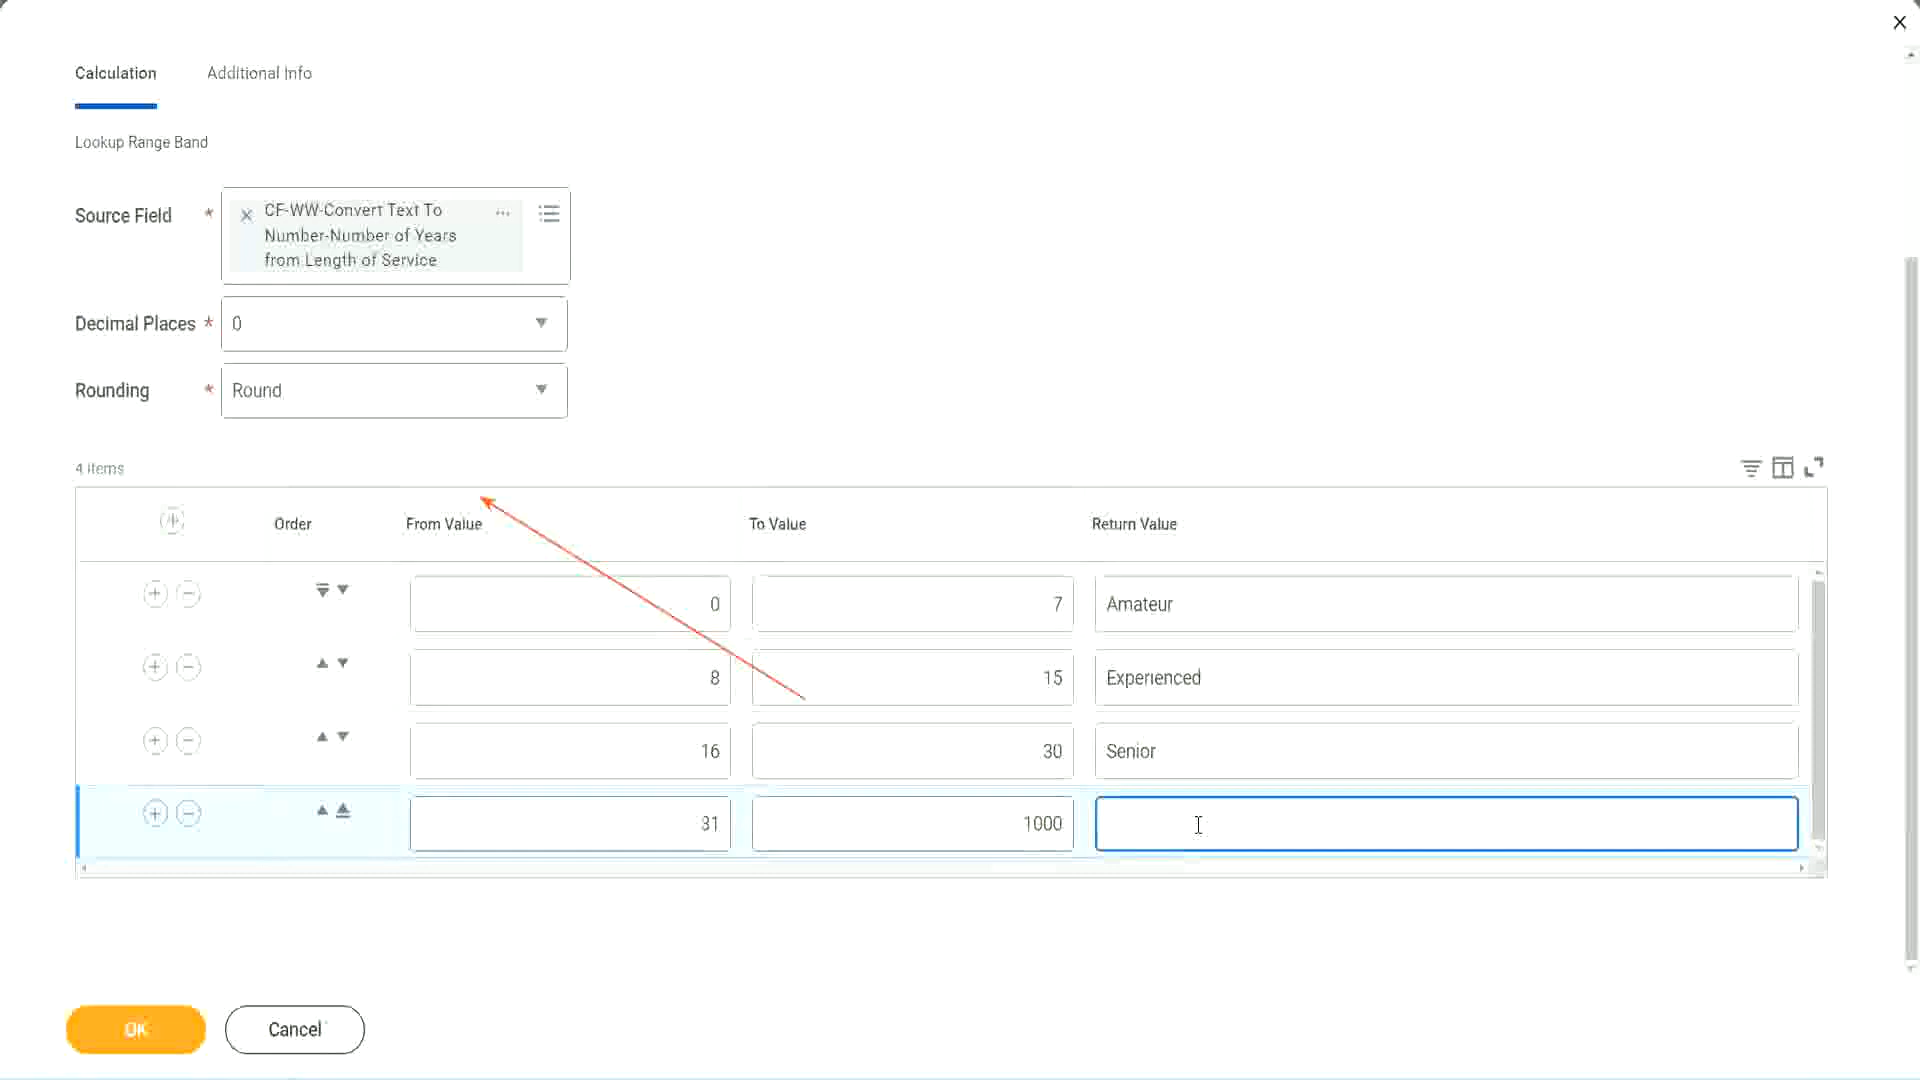 Calculation Additional Info
Lookup Range Band
Source Field * CF-WW-Convert Text To
Number-Number of Years
from Length of Service
Decimal Places * 0
Rounding * Round
4 items
Order From Value To Value Return Value
0 7 Amateur
8 15 Experienced
16 30 Senior
31 1000
OK Cancel